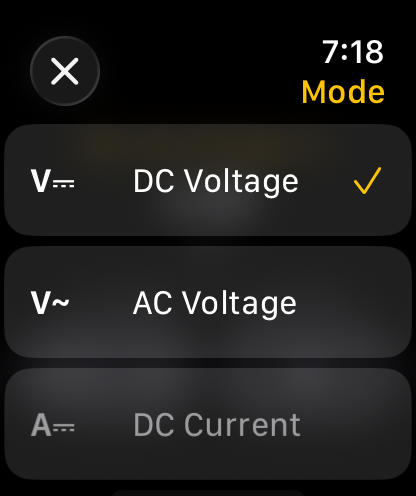 7:18
Mode
V⎓ DC Voltage ✓
V~ AC Voltage
A⎓ DC Current